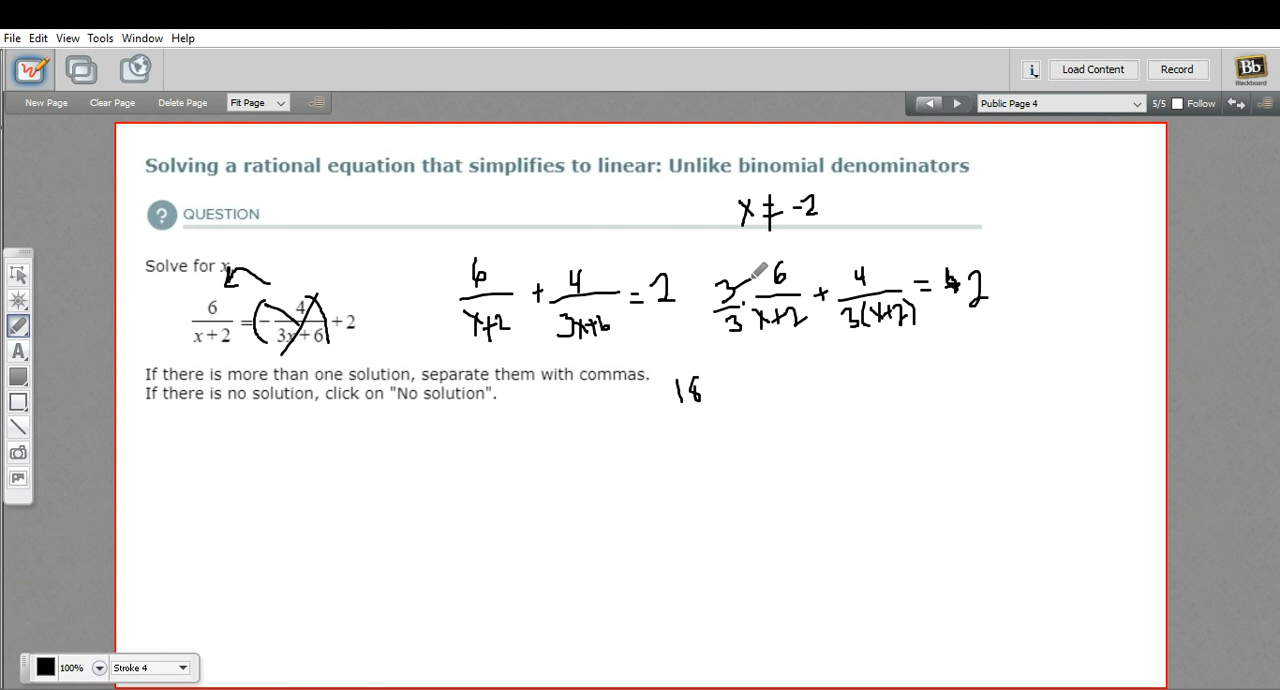 File Edit View Tools Window Help
i Load Content Record Bb
Blackboard
New Page Clear Page Delete Page Fit Page Public Page 4 5/5 Follow
Solving a rational equation that simplifies to linear: Unlike binomial denominators
? QUESTION
x ≠ -2
Solve for x.
6/(x+2) = -4/(3x+6) + 2
6/(x+2) + 4/(3x+6) = 2
3/3 · 6/(x+2) + 4/(3(x+2)) = 2
If there is more than one solution, separate them with commas.
If there is no solution, click on "No solution".
18
A
100% Stroke 4